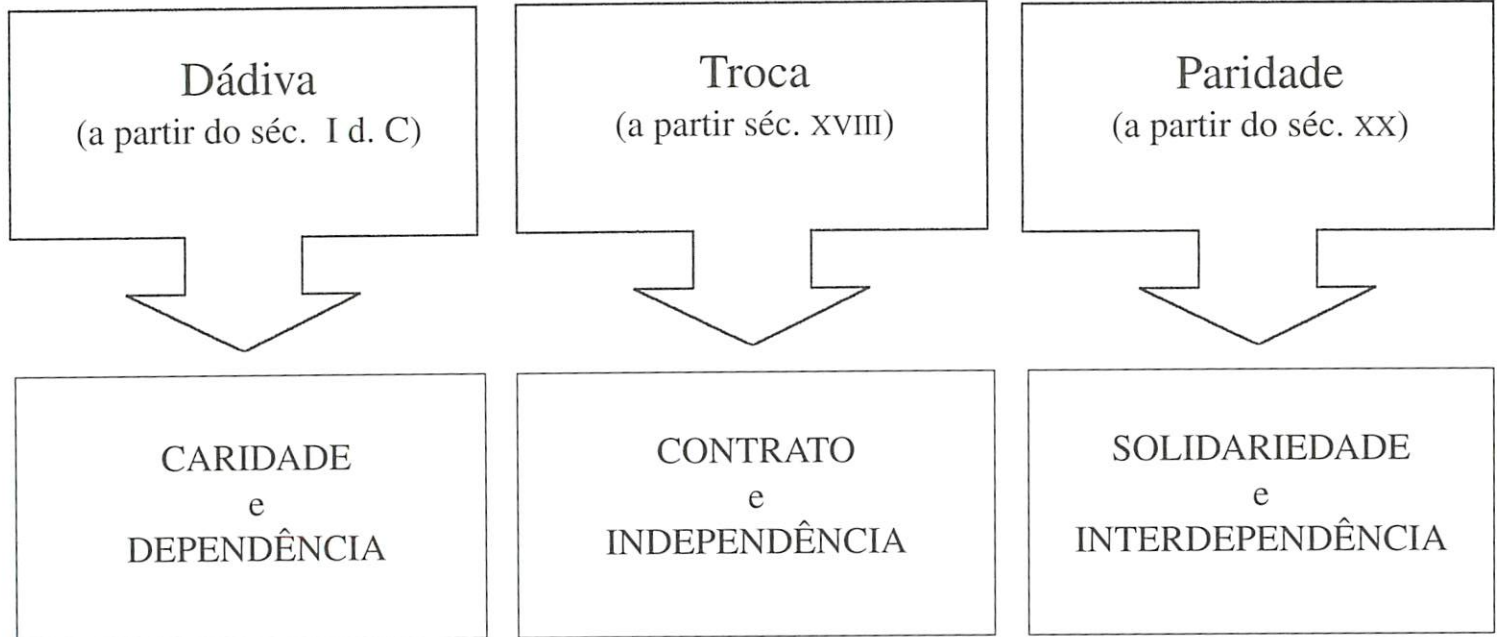 Dádiva
(a partir do séc. I d. C)
Troca
(a partir séc. XVIII)
Paridade
(a partir do séc. XX)
CARIDADE
e
DEPENDÊNCIA
CONTRATO
e
INDEPENDÊNCIA
SOLIDARIEDADE
e
INTERDEPENDÊNCIA